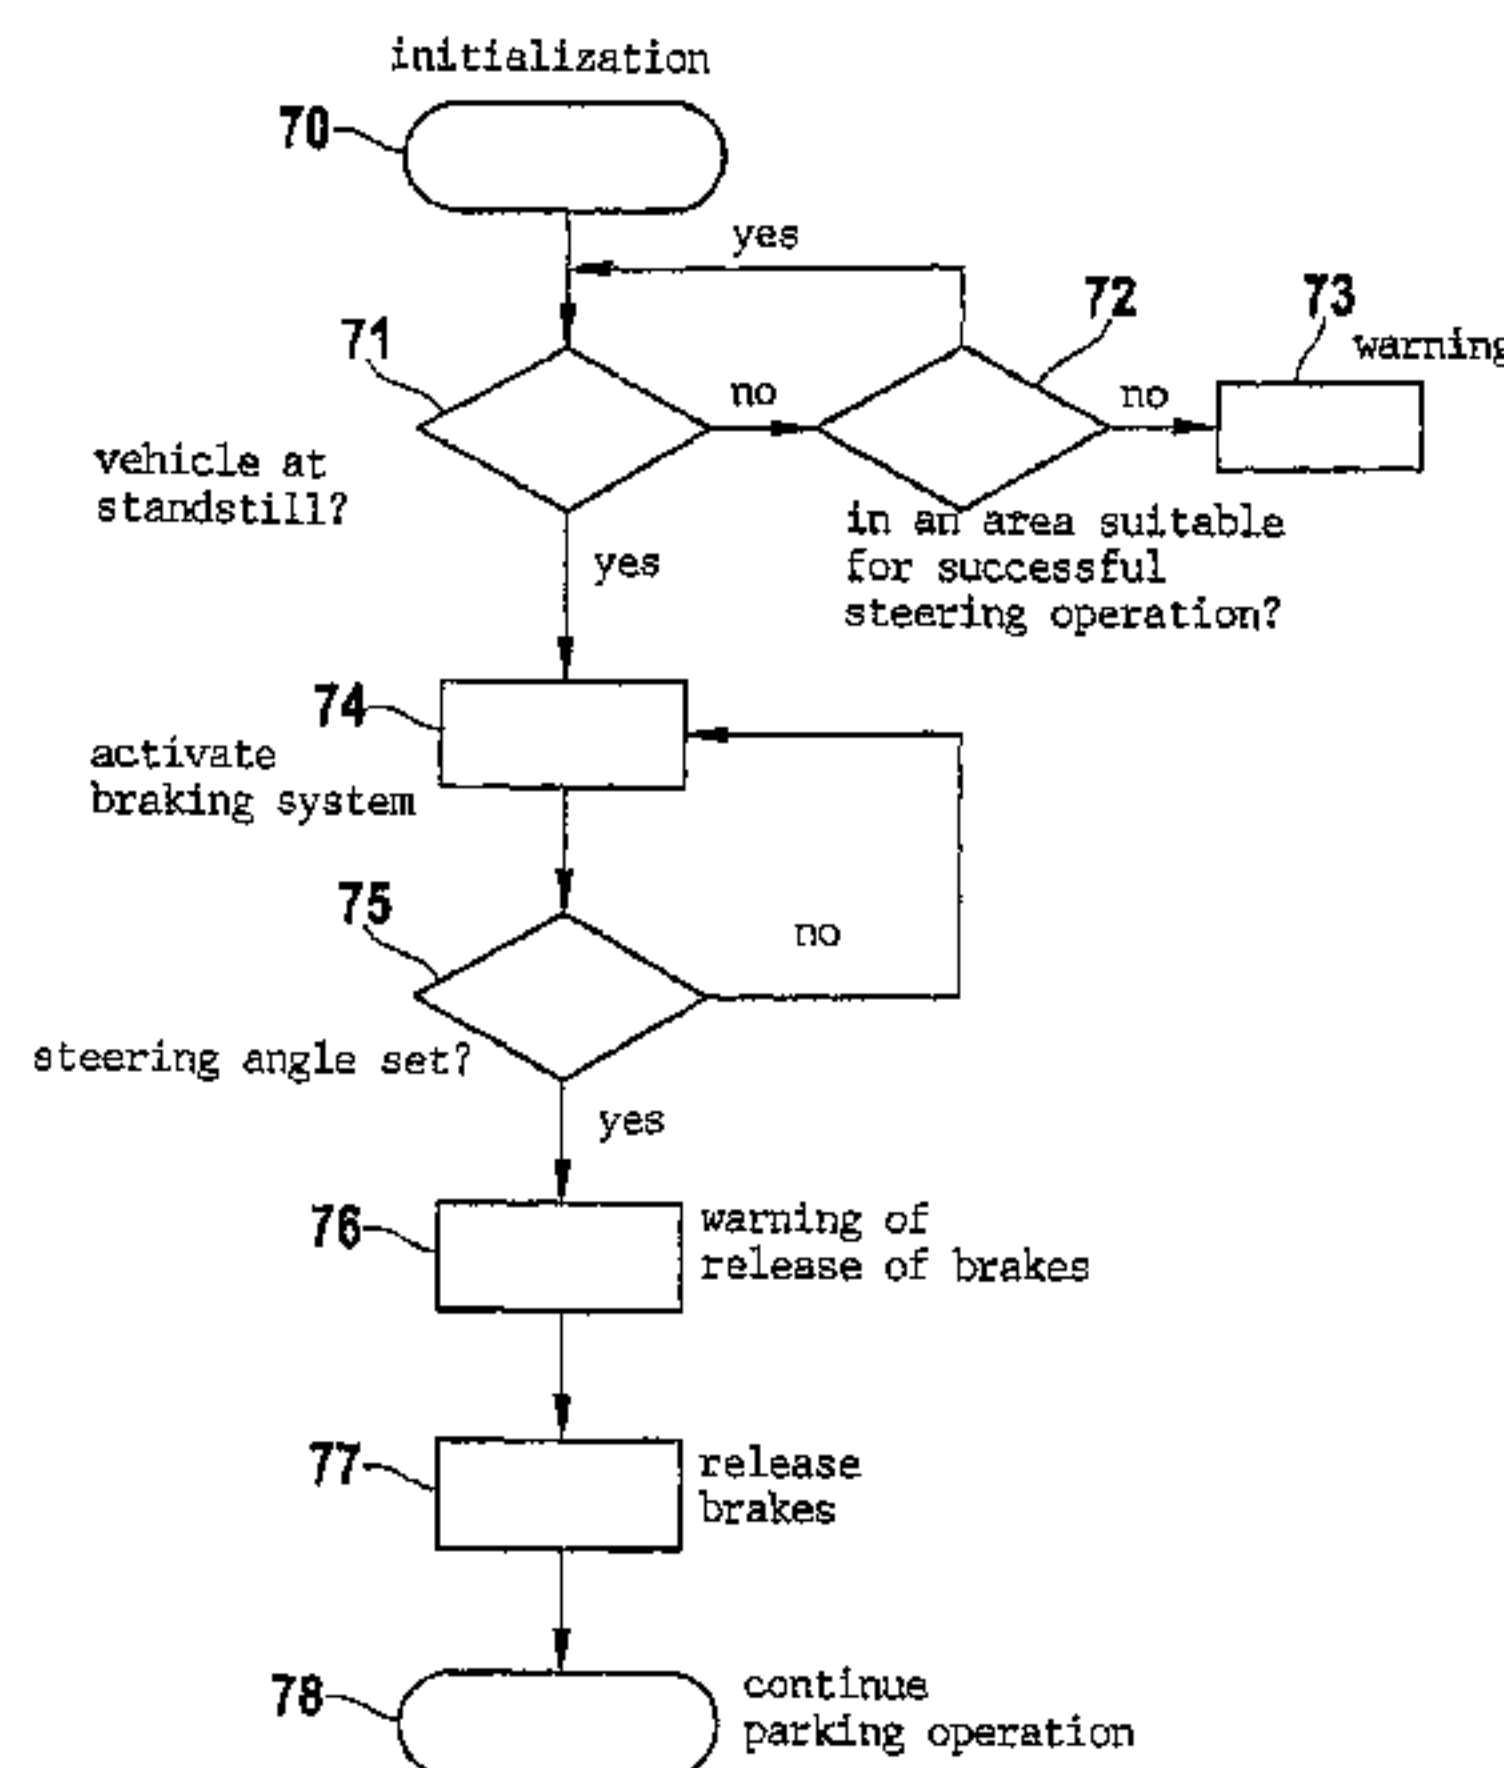 initialization
70
yes
72
73
71
warning
no
no
vehicle at
standstill?
in an area suitable
for successful
steering operation?
yes
74
activate
braking system
75
no
steering angle set?
yes
76
warning of
release of brakes
77
release
brakes
78
continue
parking operation